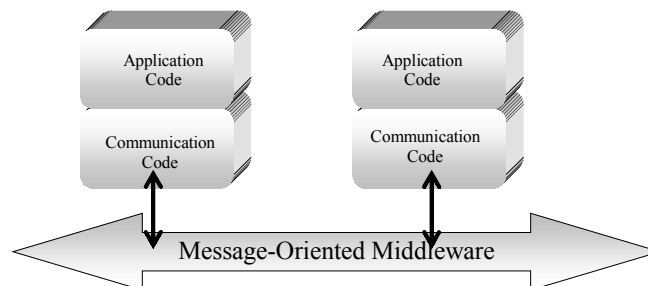 Application
Code
Application
Code
Communication
Code
Communication
Code
Message-Oriented Middleware